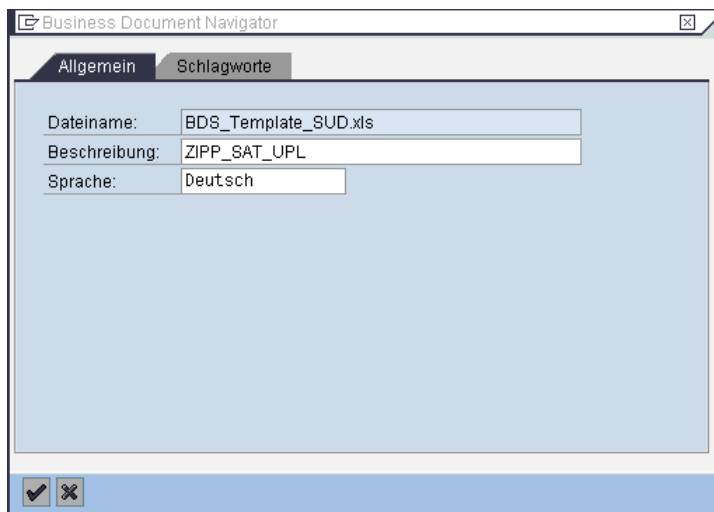 Business Document Navigator
Allgemein Schlagworte
Dateiname: BDS_Template_SUD.xls
Beschreibung: ZIPP_SAT_UPL
Sprache: Deutsch